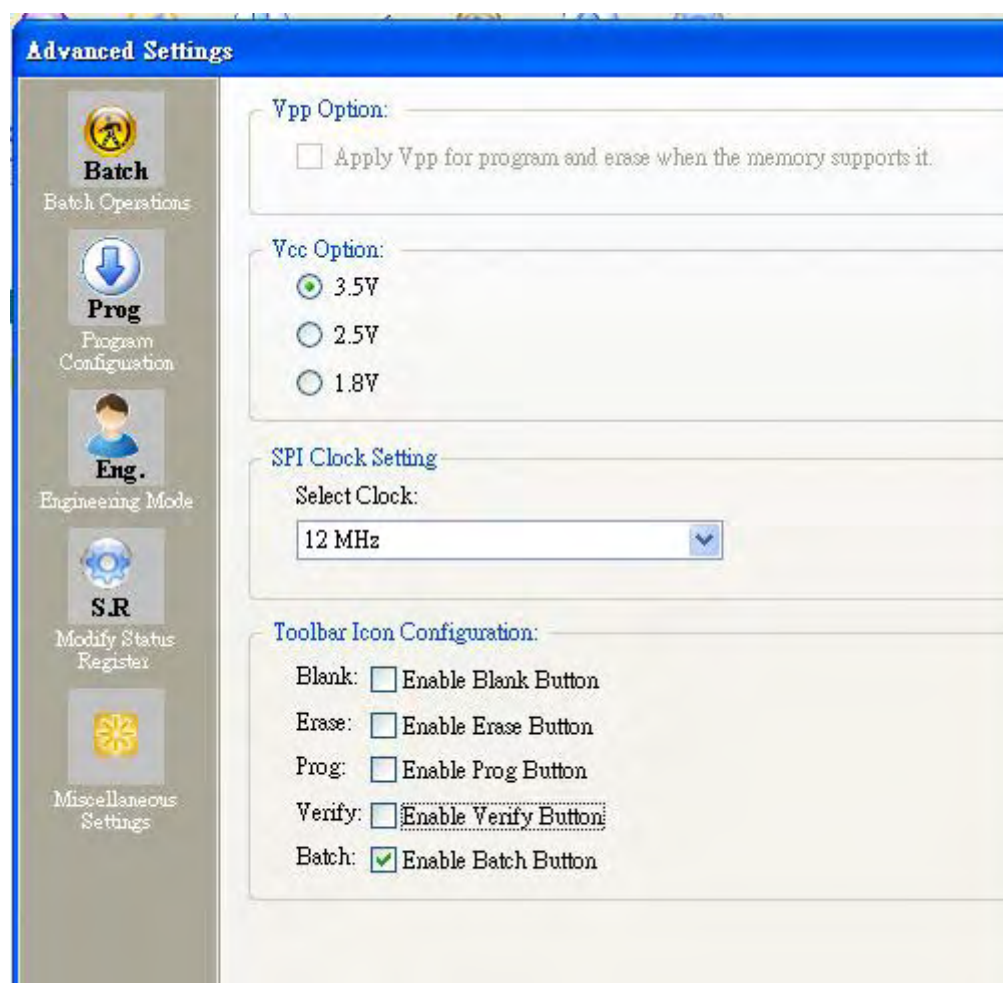 Advanced Settings
Batch
Batch Operations
Prog
Program
Configuration
Eng.
Engineering Mode
S.R
Modify Status
Register
Miscellaneous
Settings
Vpp Option:
Apply Vpp for program and erase when the memory supports it.
Vcc Option:
3.5V
2.5V
1.8V
SPI Clock Setting
Select Clock:
12 MHz
Toolbar Icon Configuration:
Blank: Enable Blank Button
Erase: Enable Erase Button
Prog: Enable Prog Button
Verify: Enable Verify Button
Batch: Enable Batch Button